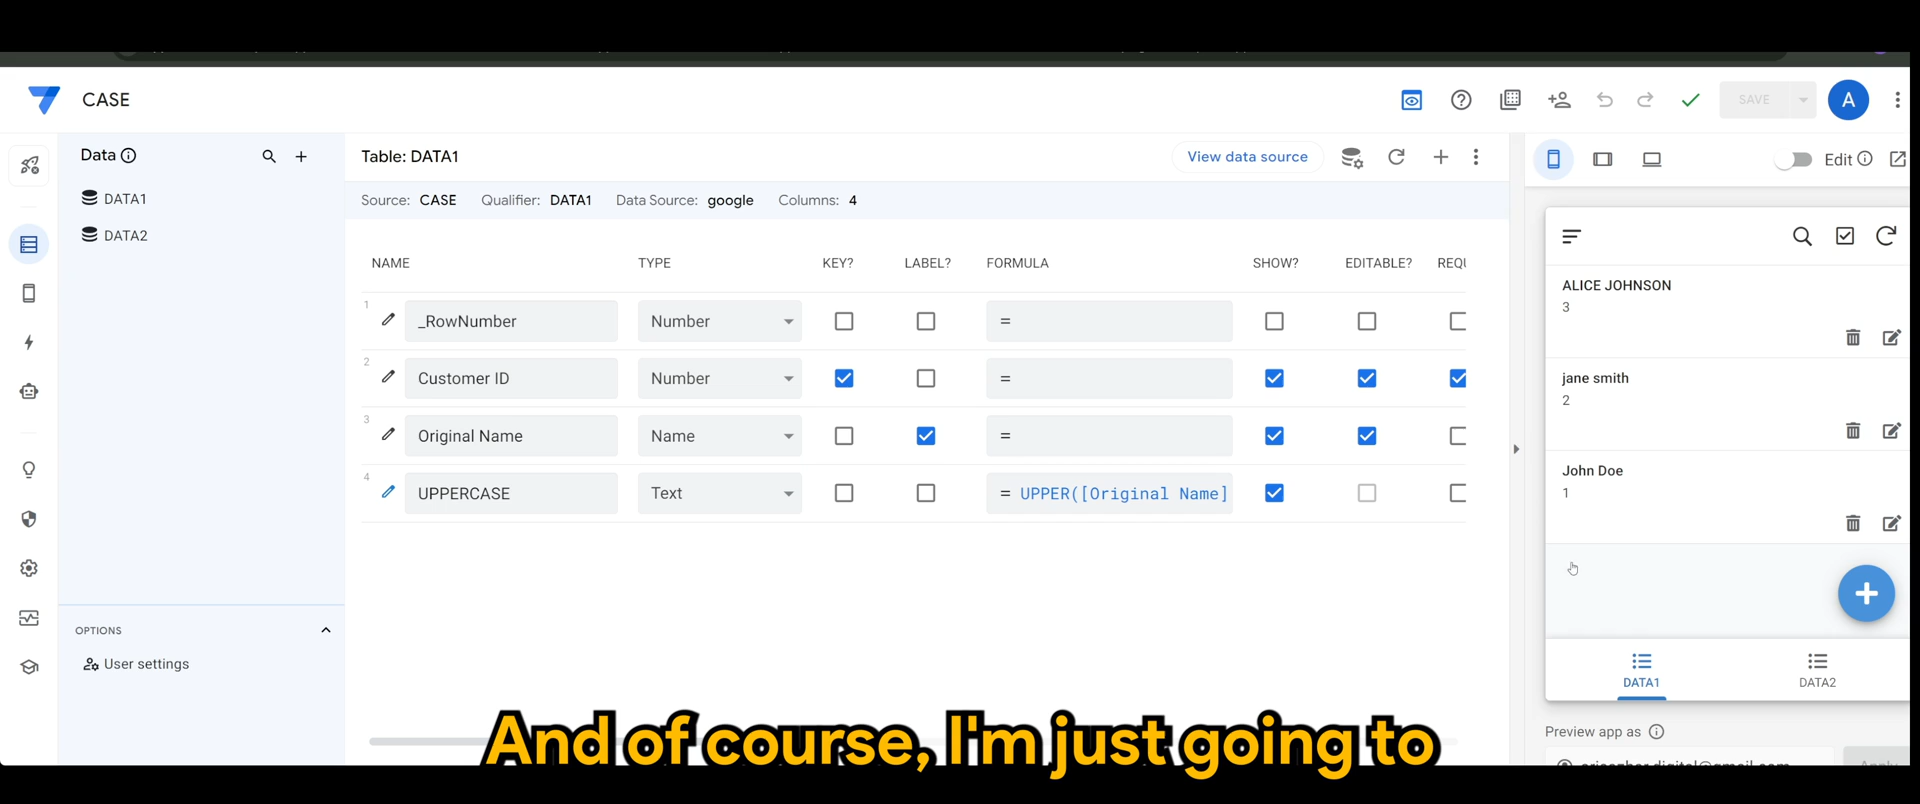 CASE
SAVE
A
Data
DATA1
DATA2
OPTIONS
User settings
Table: DATA1
View data source
Source: CASE Qualifier: DATA1 Data Source: google Columns: 4
NAME TYPE KEY? LABEL? FORMULA SHOW? EDITABLE? REQU
1 _RowNumber Number =
2 Customer ID Number =
3 Original Name Name =
4 UPPERCASE Text = UPPER([Original Name]
Edit
ALICE JOHNSON
3
jane smith
2
John Doe
1
DATA1 DATA2
Preview app as
And of course, I'm just going to